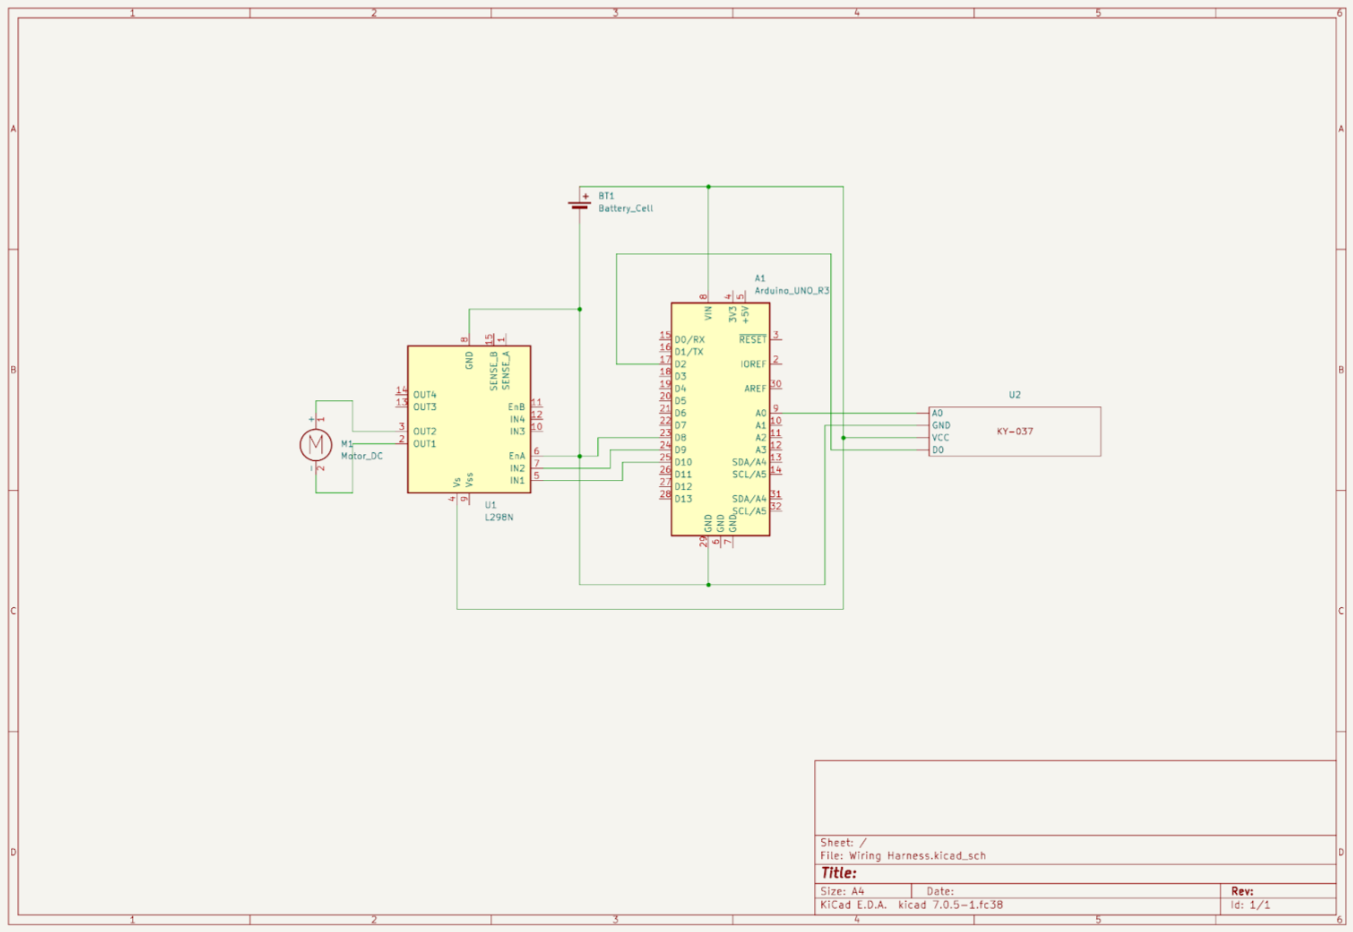 1 2 3 4 5 6
A A
BT1
Battery_Cell
B B
A1
Arduino_UNO_R3
8 4 5
VIN 3V3 +5V
15 D0/RX RESET 3
16 D1/TX
17 D2 IOREF 2
18 D3
19 D4 AREF 30
20 D5
21 D6 A0 9
22 D7 A1 10
23 D8 A2 11
24 D9 A3 12
25 D10 SDA/A4 13
26 D11 SCL/A5 14
27 D12
28 D13 SDA/A4 31
SCL/A5 32
GND GND GND
29 6 7
8 15 1
GND SENSE_B SENSE_A
14 OUT4
13 OUT3 EnB 11
IN4 12
3 OUT2 IN3 10
2 OUT1
EnA 6
IN2 7
IN1 5
Vs Vss
4 9
U1
L298N
+ 1
M
M1
Motor_DC
2
U2
A0
GND
KY-037
VCC
D0
C C
D D
Sheet: /
File: Wiring Harness.kicad_sch
Title:
Size: A4 Date: Rev:
KiCad E.D.A. kicad 7.0.5-1.fc38 Id: 1/1
1 2 3 4 5 6